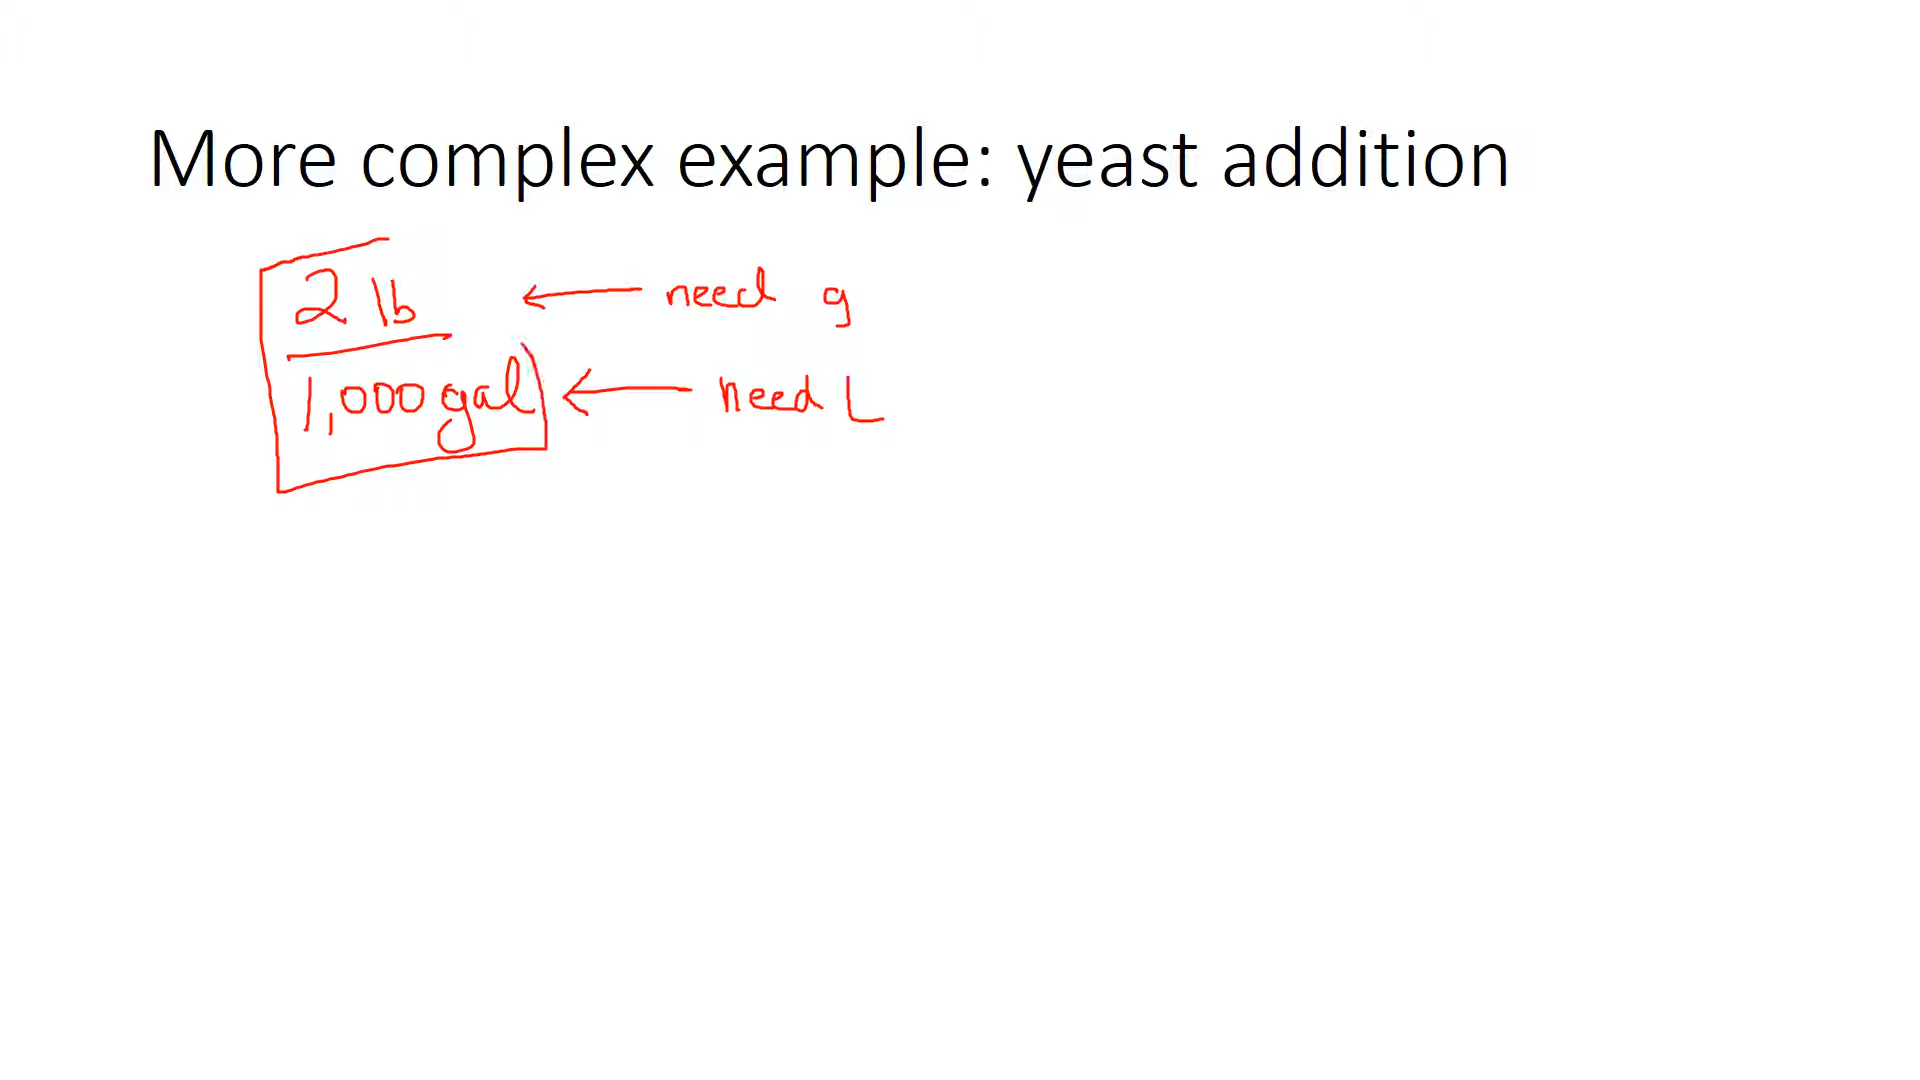 More complex example: yeast addition
2 lb ← need g
1,000 gal ← need L